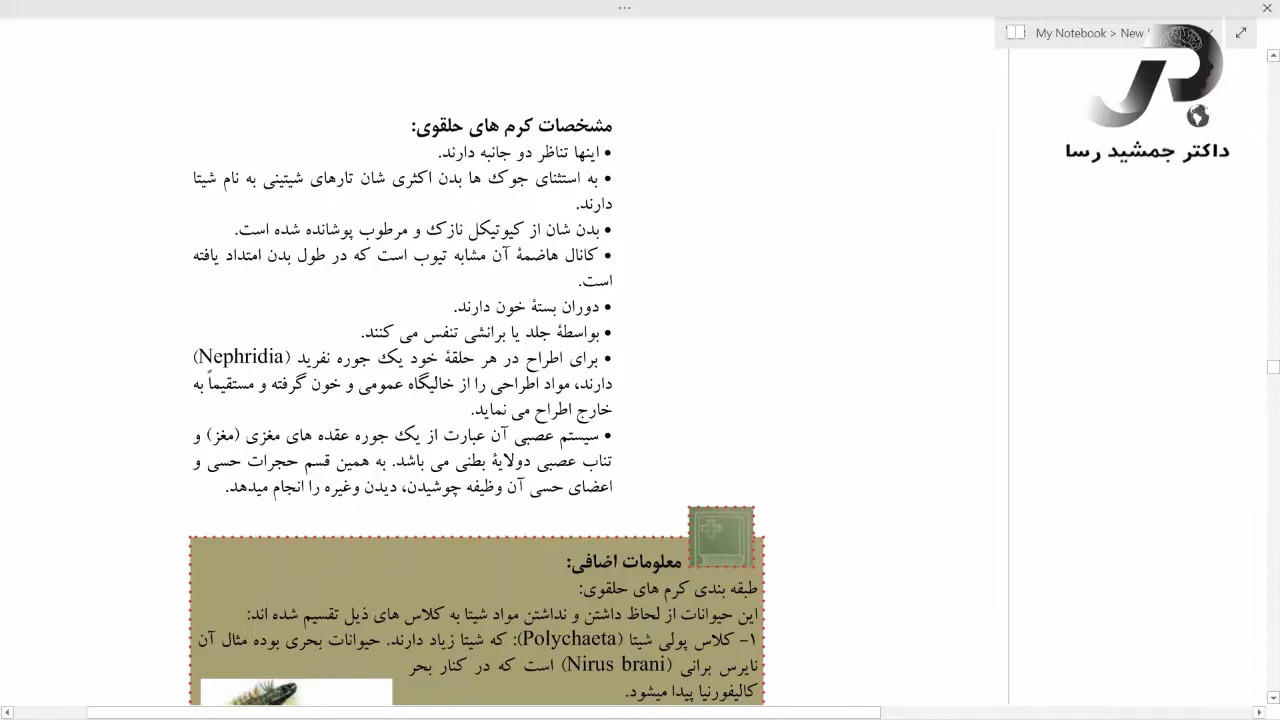 My Notebook > New
داکتر جمشید رسا
مشخصات کرم های حلقوی:
• اینها تناظر دو جانبه دارند.
• به استثنای جوک ها بدن اکثری شان تارهای شیتینی به نام شیتا
دارند.
• بدن شان از کیوتیکل نازک و مرطوب پوشانده شده است.
• کانال هاضمۀ آن مشابه تیوب است که در طول بدن امتداد یافته
است.
• دوران بستۀ خون دارند.
• بواسطۀ جلد یا برانشی تنفس می کنند.
• برای اطراح در هر حلقۀ خود یک جوره نفرید (Nephridia)
دارند، مواد اطراحی را از خالیگاه عمومی و خون گرفته و مستقیماً به
خارج اطراح می نماید.
• سیستم عصبی آن عبارت از یک جوره عقده های مغزی (مغز) و
تناب عصبی دولایۀ بطنی می باشد. به همین قسم حجرات حسی و
اعضای حسی آن وظیفه چوشیدن، دیدن وغیره را انجام میدهد.
معلومات اضافی:
طبقه بندی کرم های حلقوی:
این حیوانات از لحاظ داشتن و نداشتن مواد شیتا به کلاس های ذیل تقسیم شده اند:
۱- کلاس پولی شیتا (Polychaeta): که شیتا زیاد دارند. حیوانات بحری بوده مثال آن
نایرس برانی (Nirus brani) است که در کنار بحر
کالیفورنیا پیدا میشود.